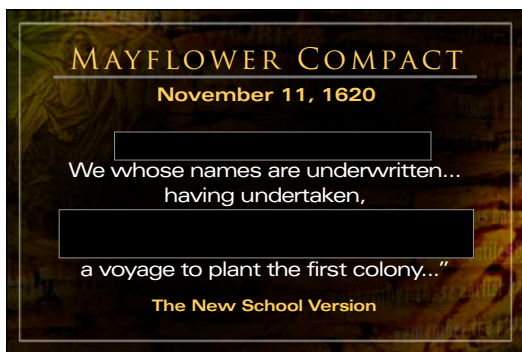 MAYFLOWER COMPACT
November 11, 1620
We whose names are underwritten...
having undertaken,
a voyage to plant the first colony...”
The New School Version